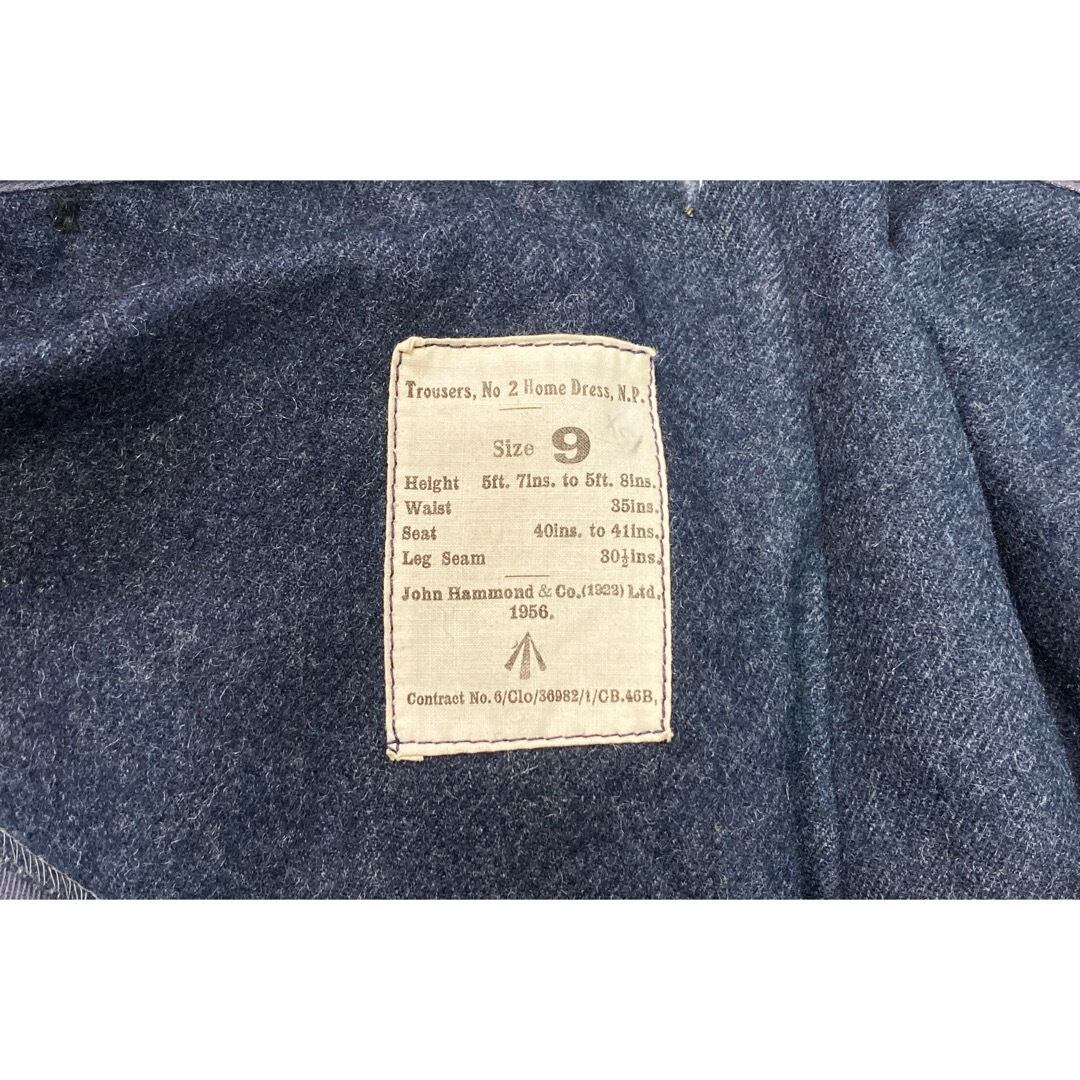 Trousers, No 2 Home Dress, N.P.
Size 9
Height 5ft. 7ins. to 5ft. 8ins.
Waist 35ins.
Seat 40ins. to 41ins.
Leg Seam 30½ins.
John Hammond & Co. (1922) Ltd.
1956.
Contract No. 6/Clo/36982/1/CB.46B.